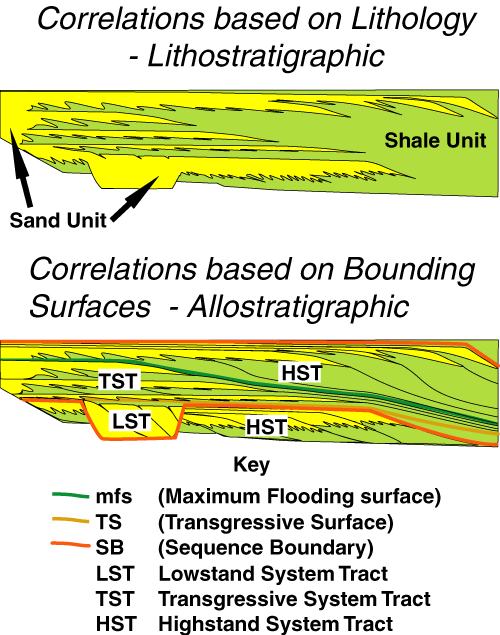 Correlations based on Lithology
- Lithostratigraphic
Shale Unit
Sand Unit
Correlations based on Bounding
Surfaces - Allostratigraphic
HST
TST
LST
HST
Key
mfs (Maximum Flooding surface)
TS (Transgressive Surface)
SB (Sequence Boundary)
LST Lowstand System Tract
TST Transgressive System Tract
HST Highstand System Tract